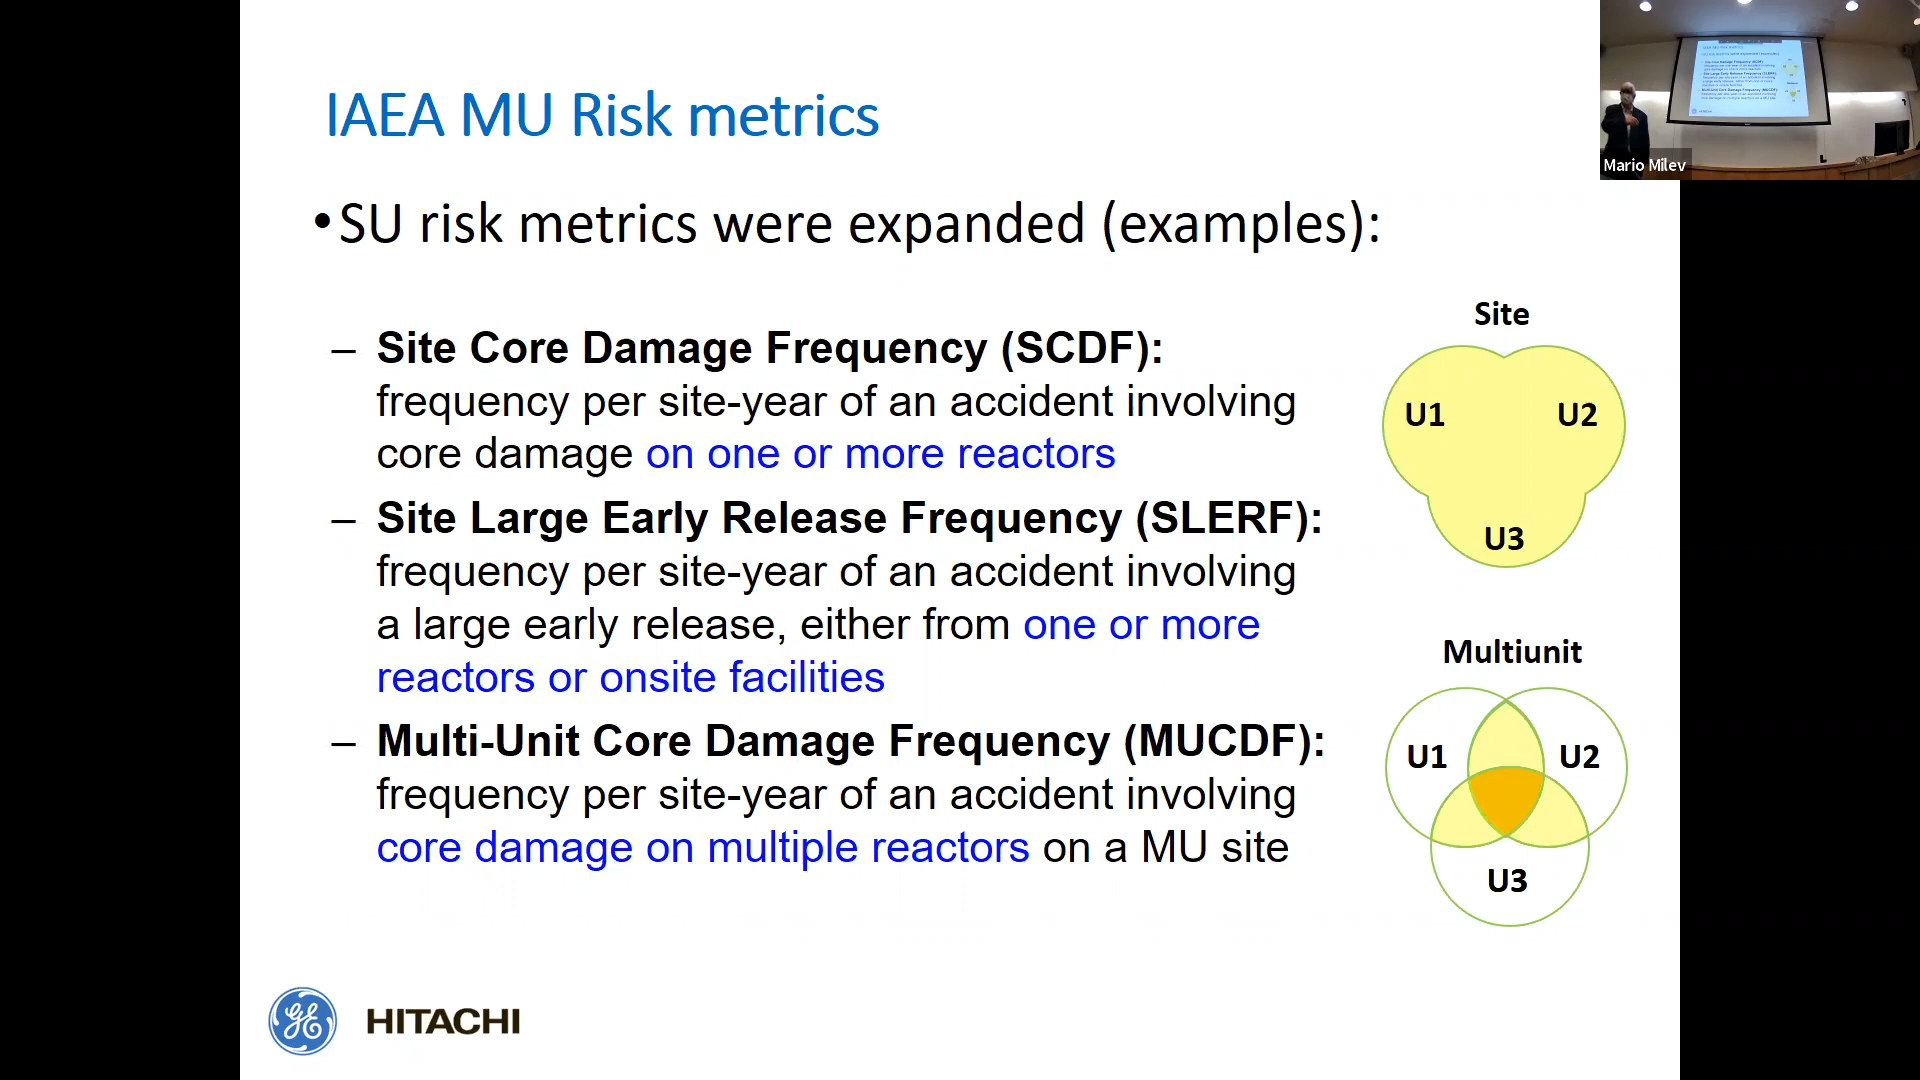 IAEA MU Risk metrics
•SU risk metrics were expanded (examples):
– Site Core Damage Frequency (SCDF):
frequency per site-year of an accident involving
core damage on one or more reactors
– Site Large Early Release Frequency (SLERF):
frequency per site-year of an accident involving
a large early release, either from one or more
reactors or onsite facilities
– Multi-Unit Core Damage Frequency (MUCDF):
frequency per site-year of an accident involving
core damage on multiple reactors on a MU site
Site
U1
U2
U3
Multiunit
U1
U2
U3
GE
HITACHI
Mario Milev